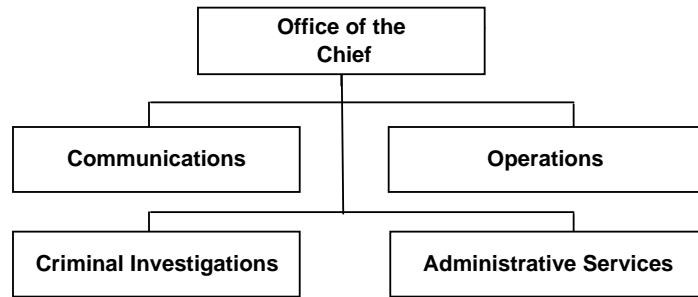 Office of the
Chief
Communications
Operations
Criminal Investigations
Administrative Services